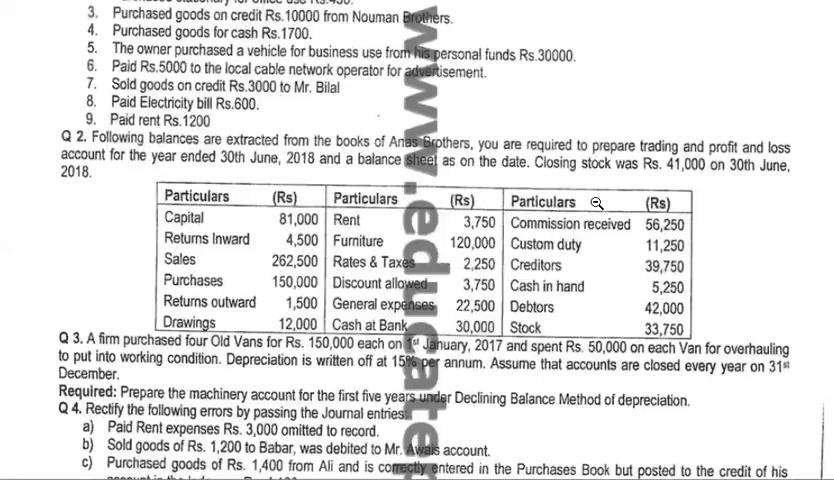 3. Purchased goods on credit Rs.10000 from Nouman Brothers.
4. Purchased goods for cash Rs.1700.
5. The owner purchased a vehicle for business use from his personal funds Rs.30000.
6. Paid Rs.5000 to the local cable network operator for advertisement.
7. Sold goods on credit Rs.3000 to Mr. Bilal
8. Paid Electricity bill Rs.600.
9. Paid rent Rs.1200
Q 2. Following balances are extracted from the books of Anas Brothers, you are required to prepare trading and profit and loss
account for the year ended 30th June, 2018 and a balance sheet as on the date. Closing stock was Rs. 41,000 on 30th June,
2018.
Particulars (Rs) Particulars (Rs) Particulars (Rs)
Capital 81,000 Rent 3,750 Commission received 56,250
Returns Inward 4,500 Furniture 120,000 Custom duty 11,250
Sales 262,500 Rates & Taxes 2,250 Creditors 39,750
Purchases 150,000 Discount allowed 3,750 Cash in hand 5,250
Returns outward 1,500 General expenses 22,500 Debtors 42,000
Drawings 12,000 Cash at Bank 30,000 Stock 33,750
Q 3. A firm purchased four Old Vans for Rs. 150,000 each on 1st January, 2017 and spent Rs. 50,000 on each Van for overhauling
to put into working condition. Depreciation is written off at 15% per annum. Assume that accounts are closed every year on 31st
December.
Required: Prepare the machinery account for the first five years under Declining Balance Method of depreciation.
Q 4. Rectify the following errors by passing the Journal entries:
a) Paid Rent expenses Rs. 3,000 omitted to record.
b) Sold goods of Rs. 1,200 to Babar, was debited to Mr. Awais account.
c) Purchased goods of Rs. 1,400 from Ali and is correctly entered in the Purchases Book but posted to the credit of his
www.educate